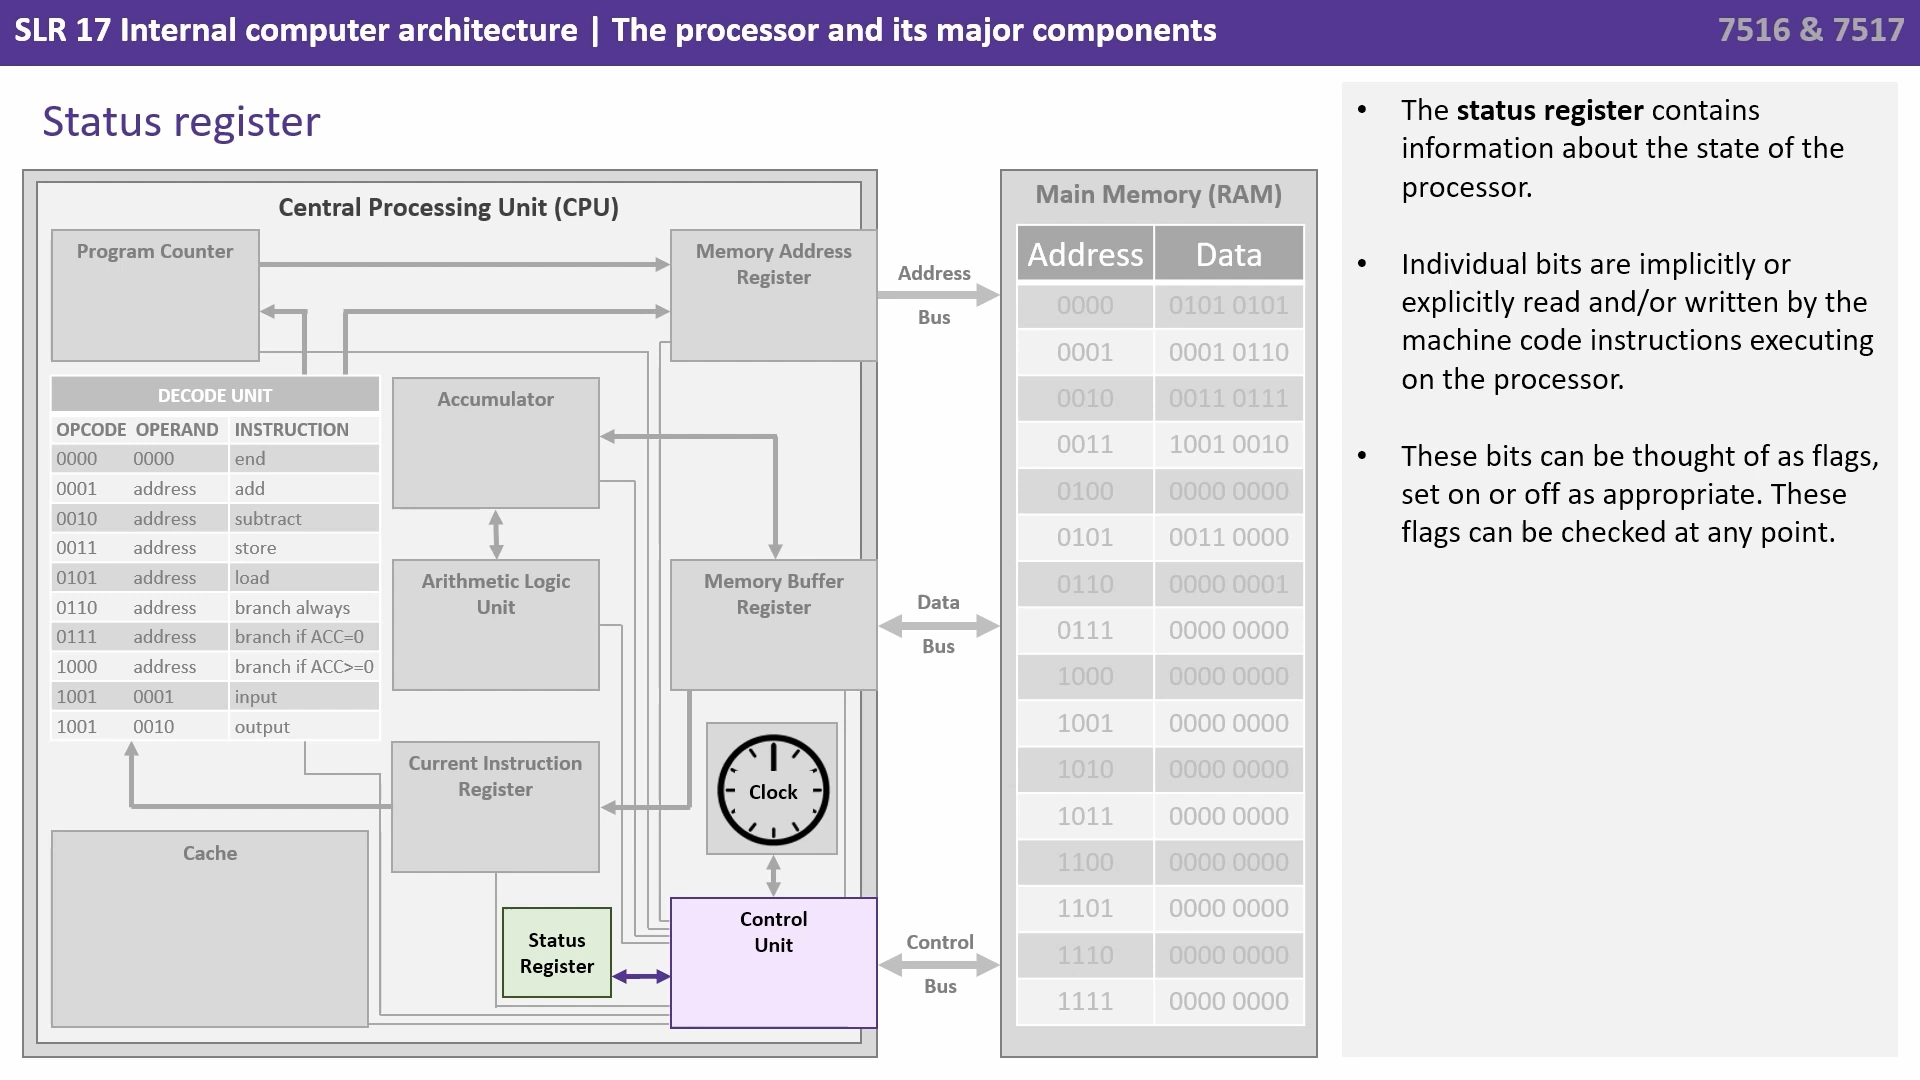 SLR 17 Internal computer architecture | The processor and its major components
7516 & 7517
Status register
Central Processing Unit (CPU)
Program Counter
Memory Address
Register
DECODE UNIT
OPCODE OPERAND INSTRUCTION
0000 0000 end
0001 address add
0010 address subtract
0011 address store
0101 address load
0110 address branch always
0111 address branch if ACC=0
1000 address branch if ACC>=0
1001 0001 input
1001 0010 output
Accumulator
Arithmetic Logic
Unit
Memory Buffer
Register
Current Instruction
Register
Clock
Cache
Status
Register
Control
Unit
Address
Bus
Data
Bus
Control
Bus
Main Memory (RAM)
Address Data
0000 0101 0101
0001 0001 0110
0010 0011 0111
0011 1001 0010
0100 0000 0000
0101 0011 0000
0110 0000 0001
0111 0000 0000
1000 0000 0000
1001 0000 0000
1010 0000 0000
1011 0000 0000
1100 0000 0000
1101 0000 0000
1110 0000 0000
1111 0000 0000
• The status register contains
information about the state of the
processor.
• Individual bits are implicitly or
explicitly read and/or written by the
machine code instructions executing
on the processor.
• These bits can be thought of as flags,
set on or off as appropriate. These
flags can be checked at any point.